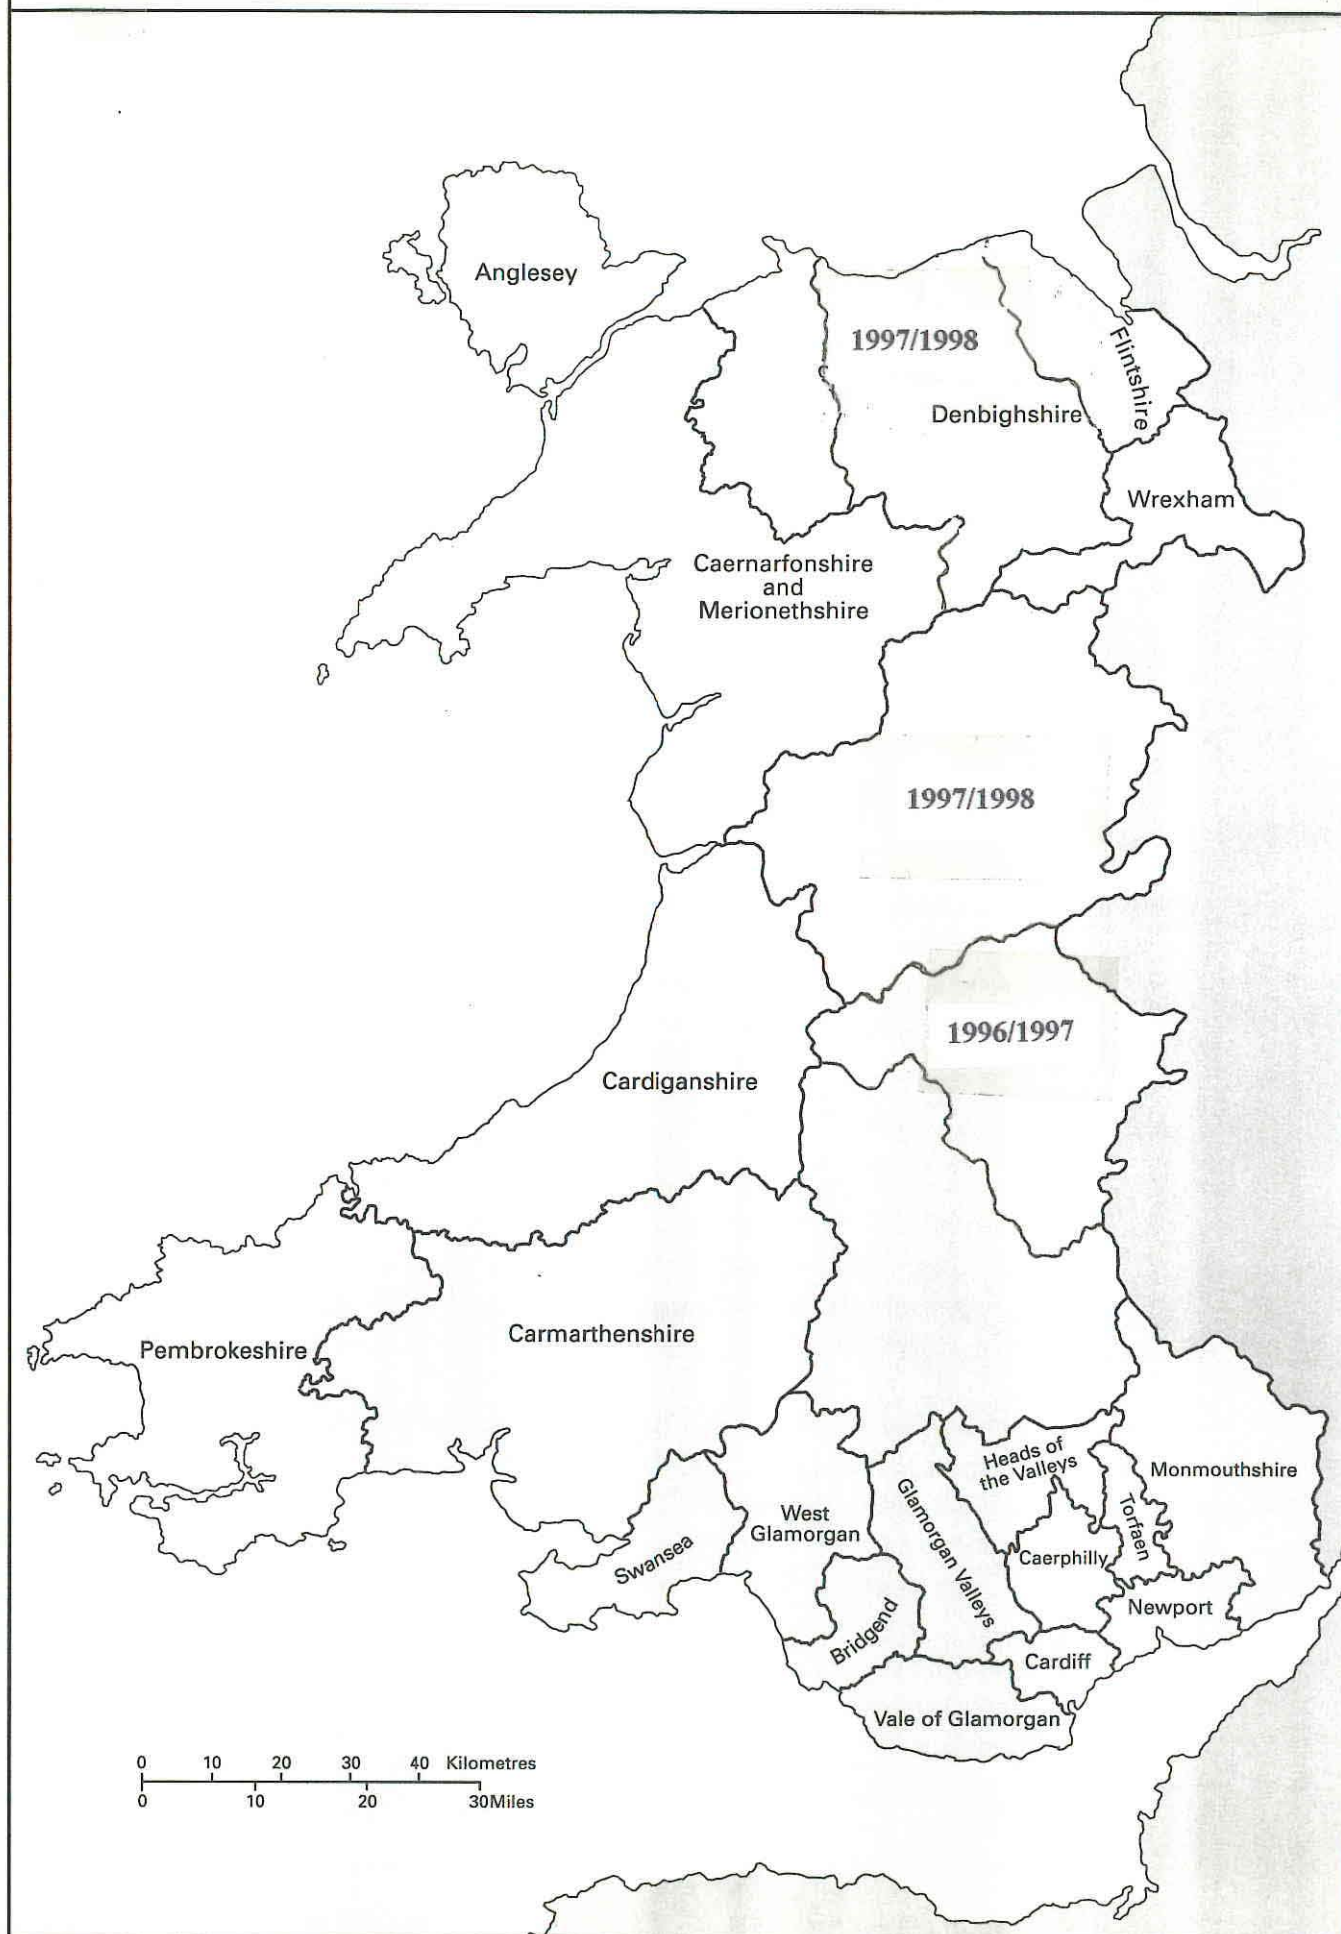 Anglesey
1997/1998
Flintshire
Denbighshire
Wrexham
Caernarfonshire
and
Merionethshire
1997/1998
1996/1997
Cardiganshire
Carmarthenshire
Pembrokeshire
Heads of
the Valleys
Monmouthshire
West
Glamorgan
Glamorgan Valleys
Torfaen
Swansea
Caerphilly
Bridgend
Newport
Cardiff
Vale of Glamorgan
0 10 20 30 40 Kilometres
0 10 20 30 Miles